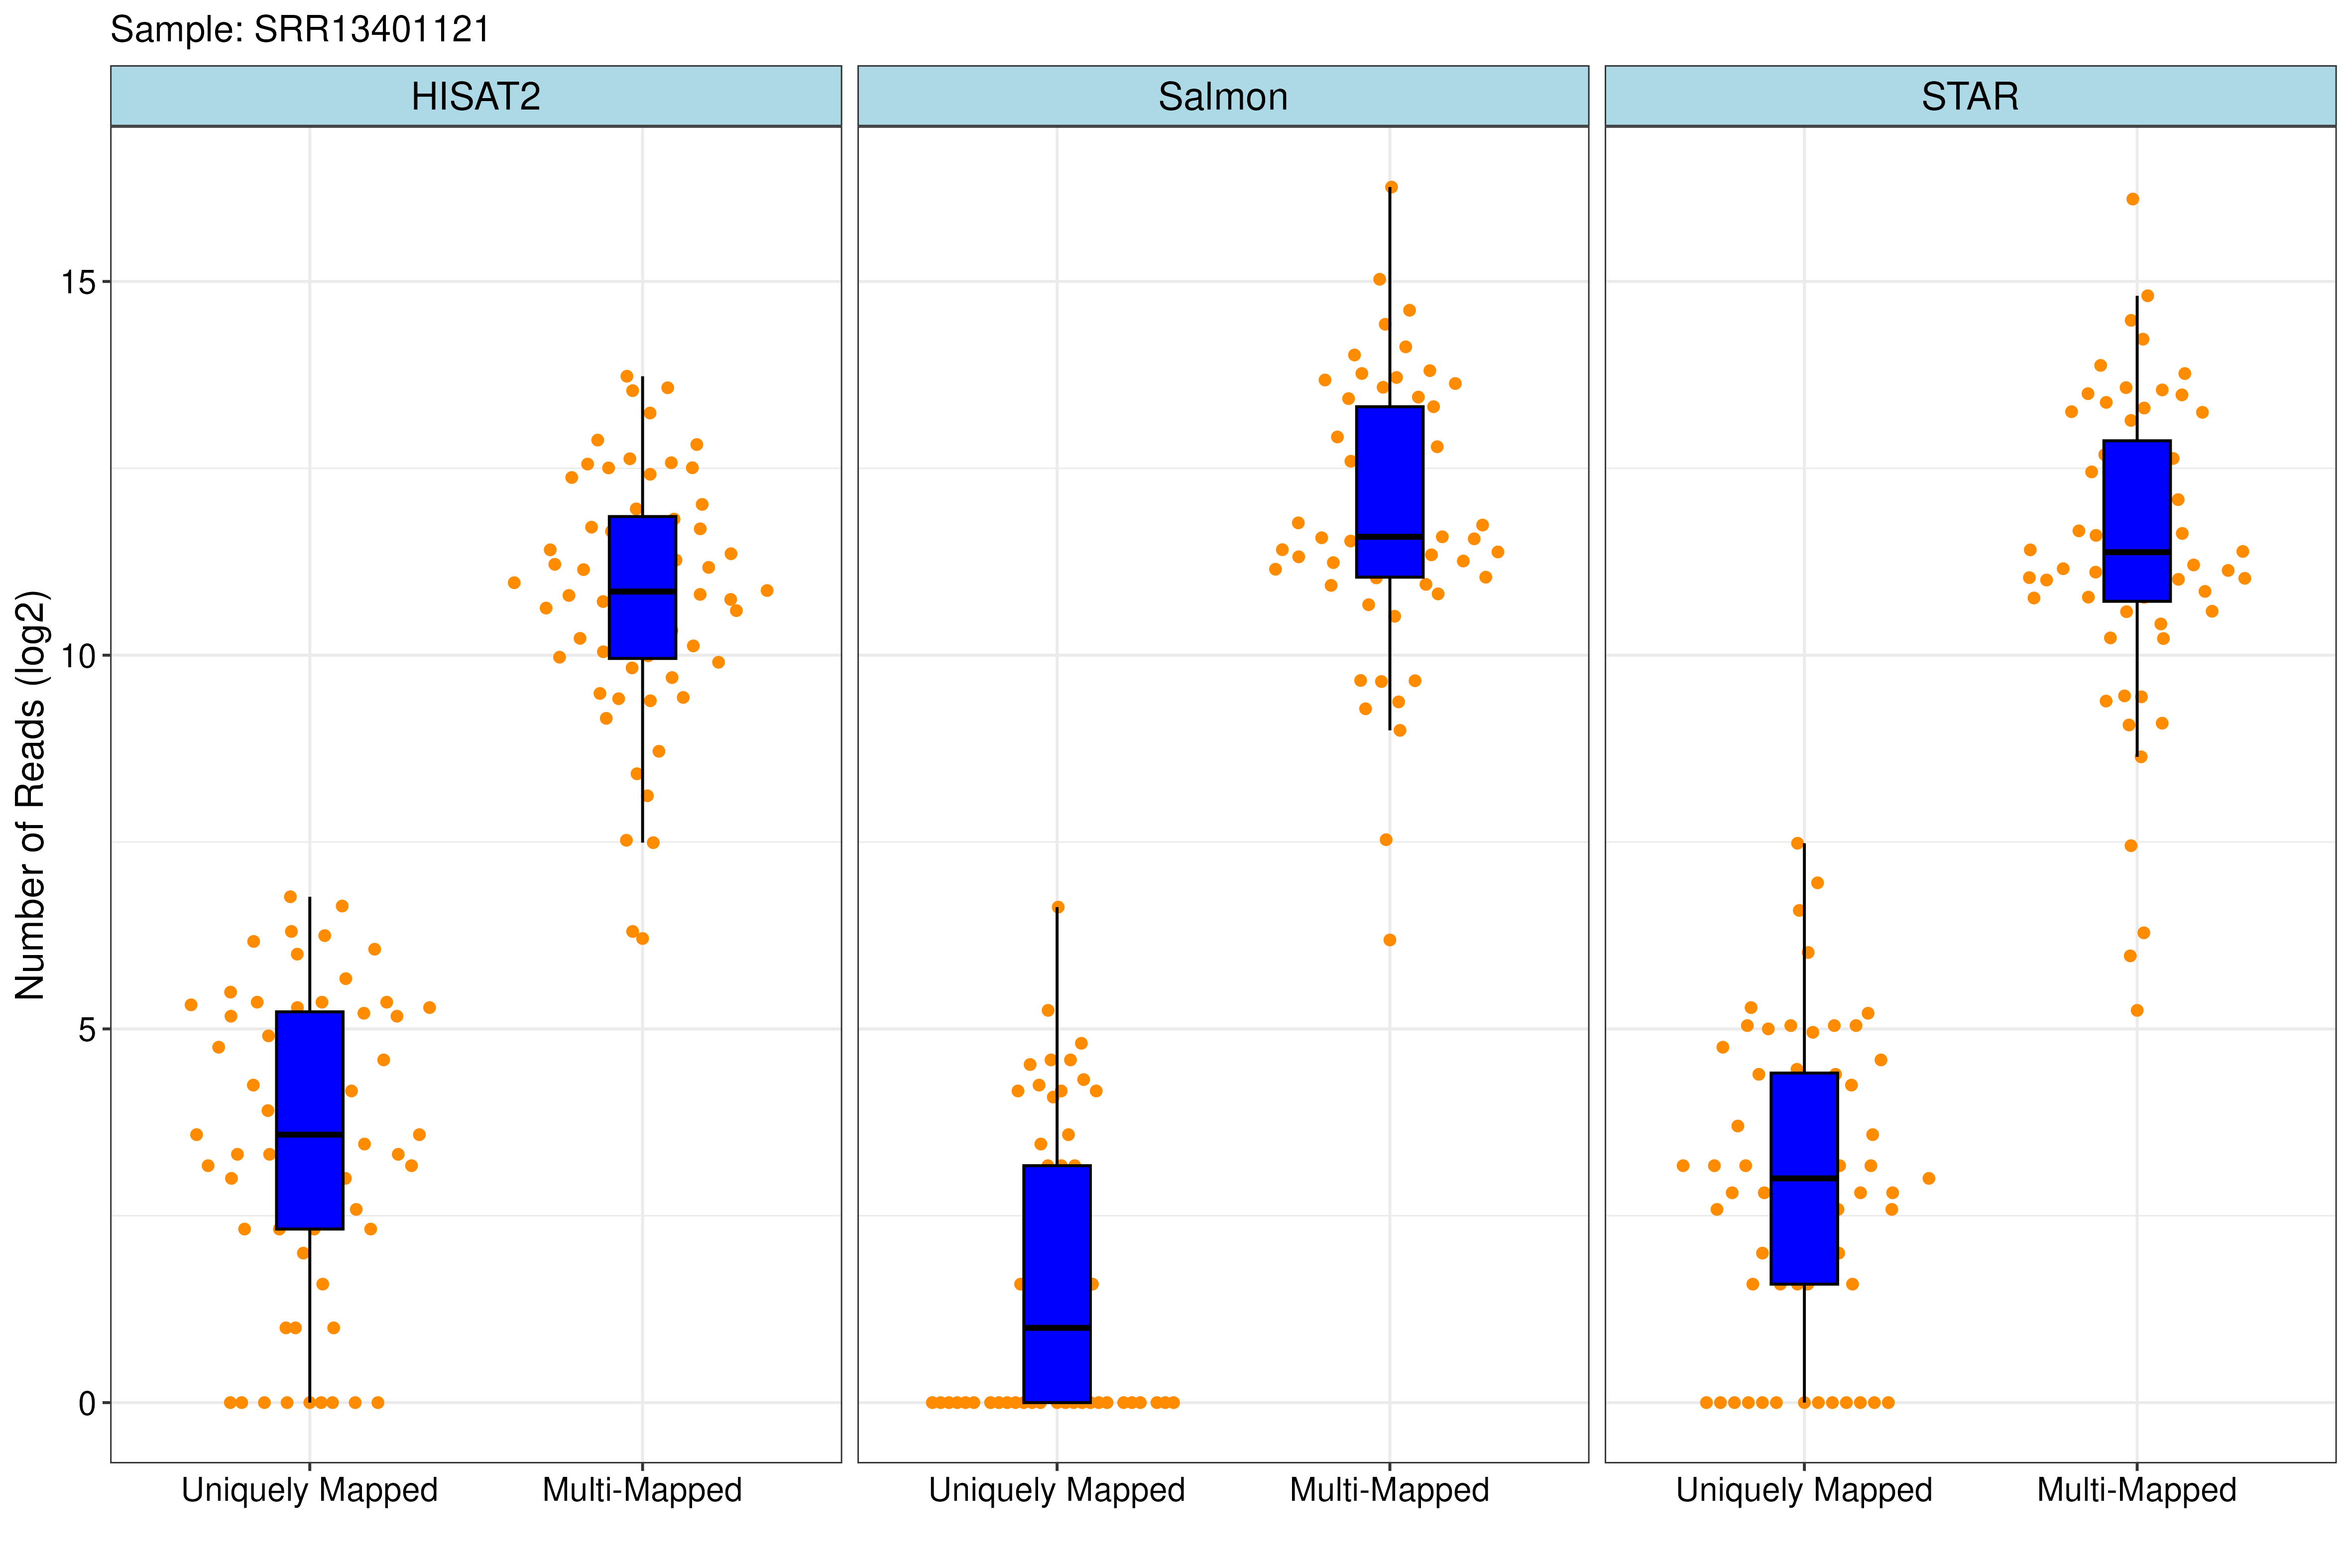 Sample: SRR13401121
HISAT2
Salmon
STAR
Number of Reads (log2)
15
10
5
0
Uniquely Mapped
Multi-Mapped
Uniquely Mapped
Multi-Mapped
Uniquely Mapped
Multi-Mapped